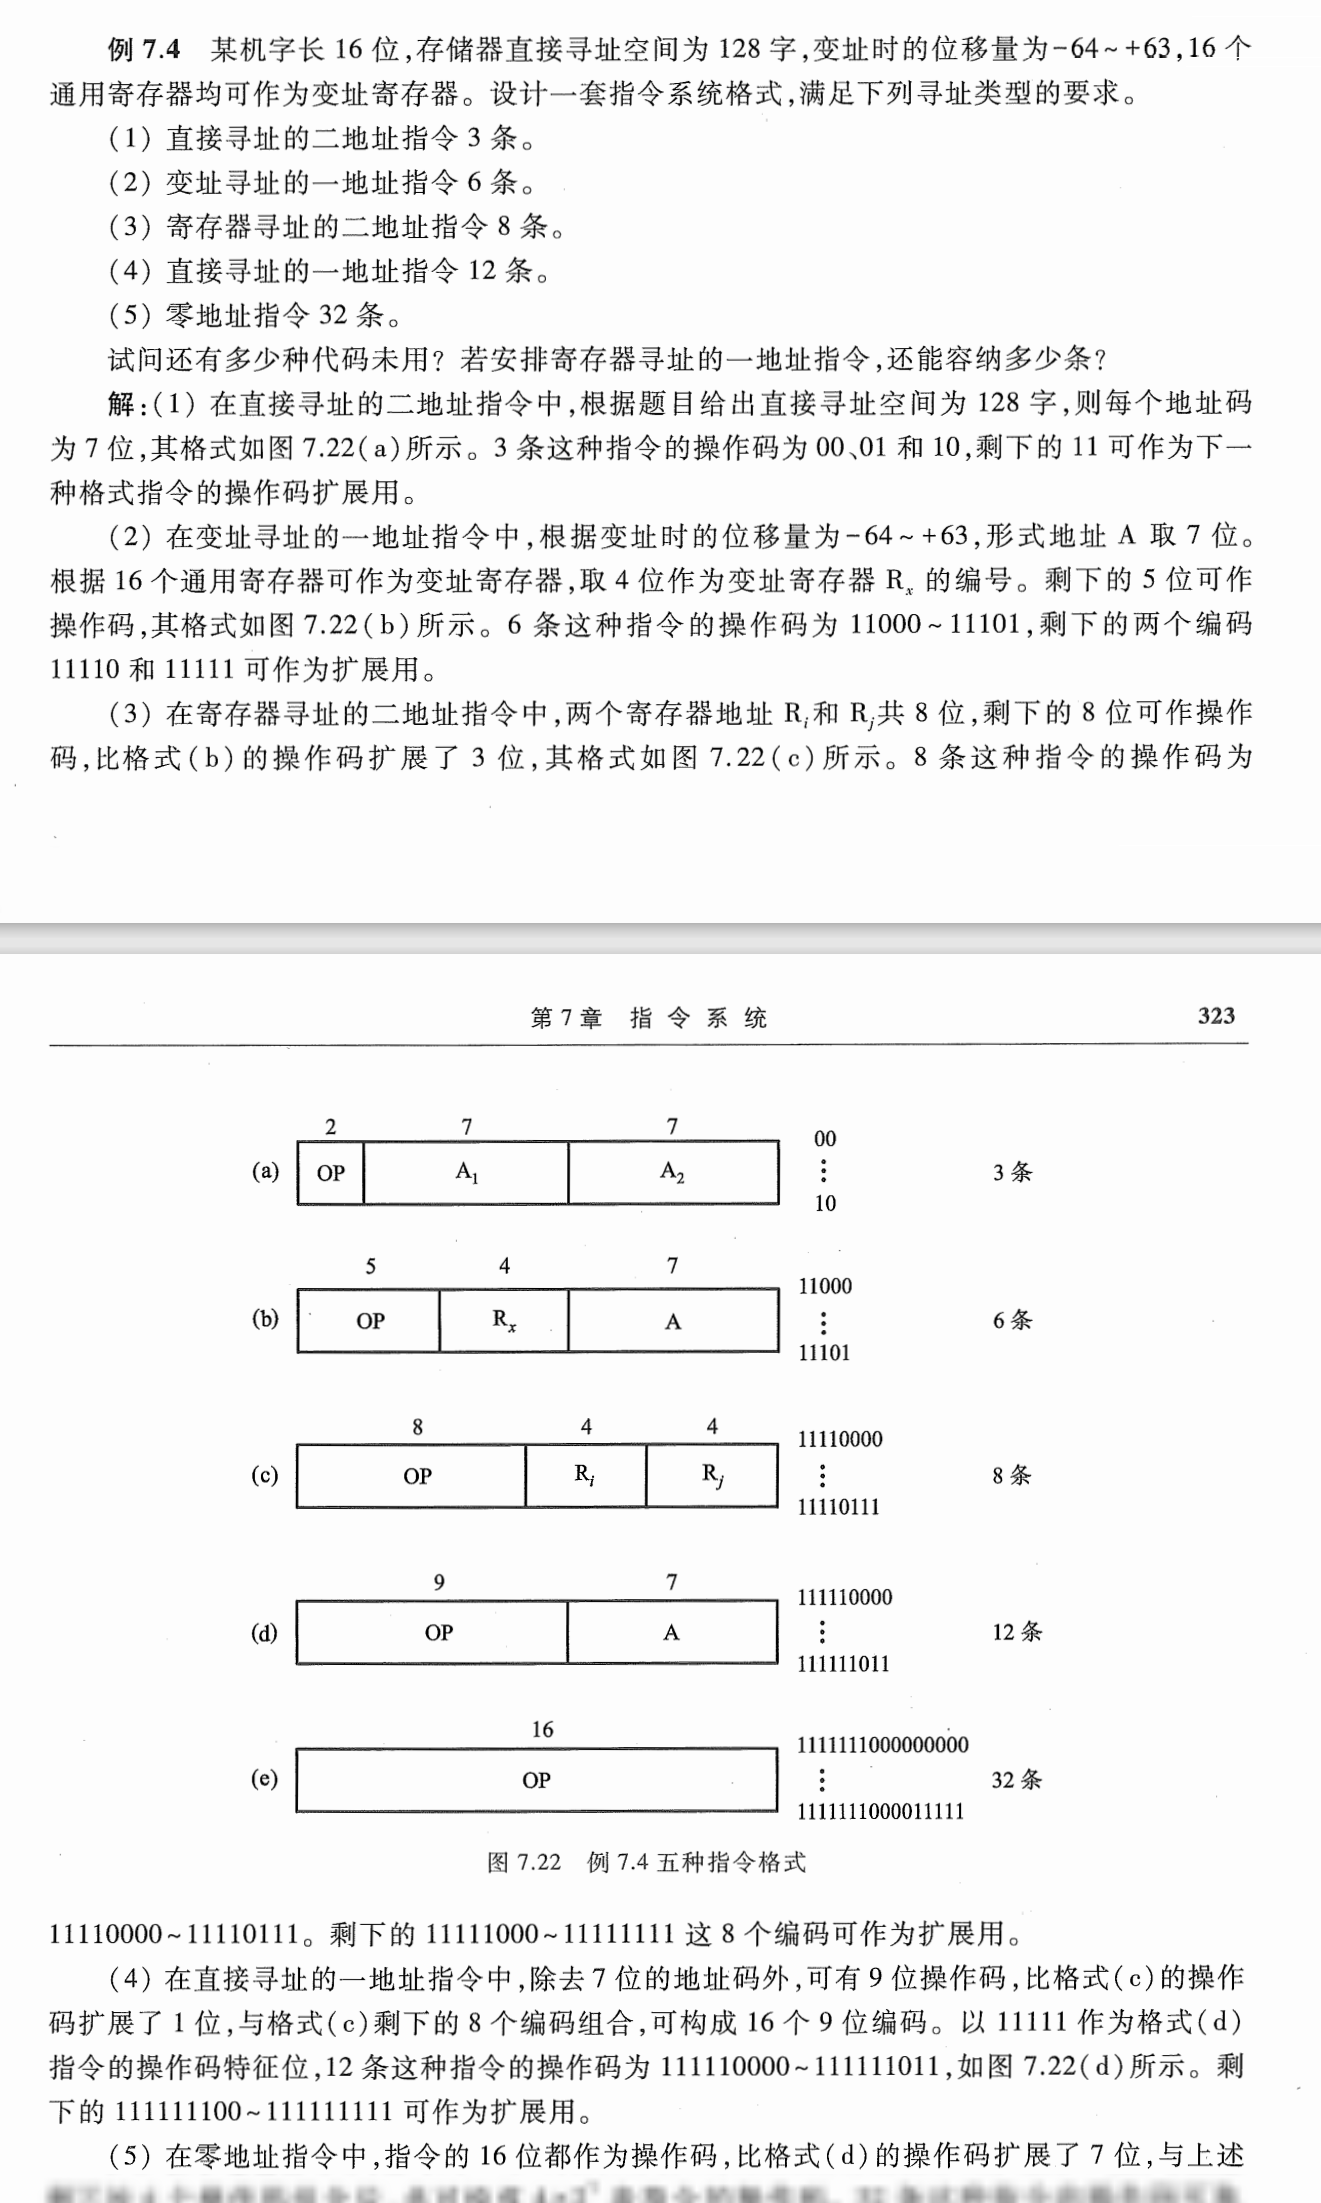 例 7.4 某机字长 16 位,存储器直接寻址空间为 128 字,变址时的位移量为-64~+63,16 个
通用寄存器均可作为变址寄存器。设计一套指令系统格式,满足下列寻址类型的要求。
(1) 直接寻址的二地址指令 3 条。
(2) 变址寻址的一地址指令 6 条。
(3) 寄存器寻址的二地址指令 8 条。
(4) 直接寻址的一地址指令 12 条。
(5) 零地址指令 32 条。
试问还有多少种代码未用? 若安排寄存器寻址的一地址指令,还能容纳多少条?
解:(1) 在直接寻址的二地址指令中,根据题目给出直接寻址空间为 128 字,则每个地址码
为 7 位,其格式如图 7.22(a)所示。3 条这种指令的操作码为 00、01 和 10,剩下的 11 可作为下一
种格式指令的操作码扩展用。
(2) 在变址寻址的一地址指令中,根据变址时的位移量为-64~+63,形式地址 A 取 7 位。
根据 16 个通用寄存器可作为变址寄存器,取 4 位作为变址寄存器 Rx 的编号。剩下的 5 位可作
操作码,其格式如图 7.22(b)所示。6 条这种指令的操作码为 11000~11101,剩下的两个编码
11110 和 11111 可作为扩展用。
(3) 在寄存器寻址的二地址指令中,两个寄存器地址 Ri和 Rj共 8 位,剩下的 8 位可作操作
码,比格式(b)的操作码扩展了 3 位,其格式如图 7.22(c)所示。8 条这种指令的操作码为
第 7 章 指 令 系 统 323
2 7 7
(a) OP A1 A2 00 ⋮ 10 3 条
5 4 7
(b) OP Rx A 11000 ⋮ 11101 6 条
8 4 4
(c) OP Ri Rj 11110000 ⋮ 11110111 8 条
9 7
(d) OP A 111110000 ⋮ 111111011 12 条
16
(e) OP 1111111000000000 ⋮ 1111111000011111 32 条
图 7.22 例 7.4 五种指令格式
11110000~11110111。剩下的 11111000~11111111 这 8 个编码可作为扩展用。
(4) 在直接寻址的一地址指令中,除去 7 位的地址码外,可有 9 位操作码,比格式(c)的操作
码扩展了 1 位,与格式(c)剩下的 8 个编码组合,可构成 16 个 9 位编码。以 11111 作为格式(d)
指令的操作码特征位,12 条这种指令的操作码为 111110000~111111011,如图 7.22(d)所示。剩
下的 111111100~111111111 可作为扩展用。
(5) 在零地址指令中,指令的 16 位都作为操作码,比格式(d)的操作码扩展了 7 位,与上述